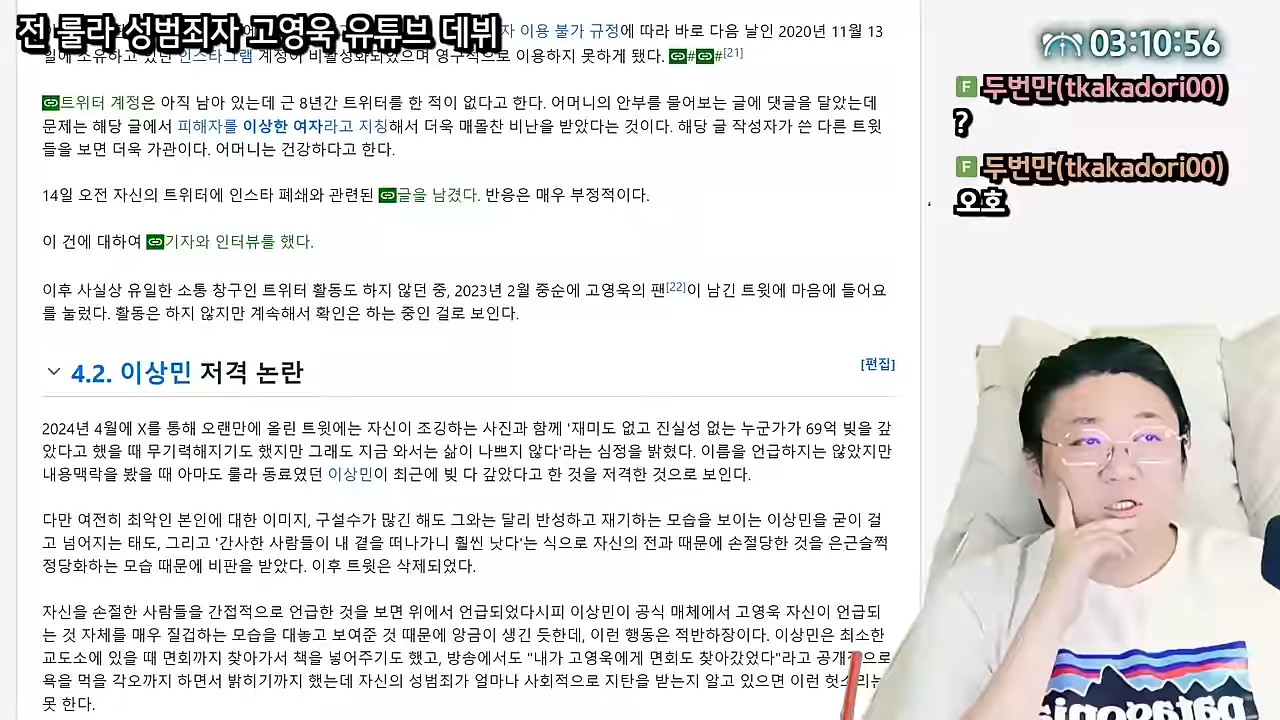 전 룰라 성범죄자 고영욱 유튜브 데뷔
자 이용 불가 규정에 따라 바로 다음 날인 2020년 11월 13
일에 소유하고 있던 인스타그램 계정이 비활성화되었으며 영구적으로 이용하지 못하게 됐다. ##[21]
트위터 계정은 아직 남아 있는데 근 8년간 트위터를 한 적이 없다고 한다. 어머니의 안부를 물어보는 글에 댓글을 달았는데
문제는 해당 글에서 피해자를 이상한 여자라고 지칭해서 더욱 매몰찬 비난을 받았다는 것이다. 해당 글 작성자가 쓴 다른 트윗
들을 보면 더욱 가관이다. 어머니는 건강하다고 한다.
14일 오전 자신의 트위터에 인스타 폐쇄와 관련된 글을 남겼다. 반응은 매우 부정적이다.
이 건에 대하여 기자와 인터뷰를 했다.
이후 사실상 유일한 소통 창구인 트위터 활동도 하지 않던 중, 2023년 2월 중순에 고영욱의 팬[22]이 남긴 트윗에 마음에 들어요
를 눌렀다. 활동은 하지 않지만 계속해서 확인은 하는 중인 걸로 보인다.
4.2. 이상민 저격 논란
[편집]
2024년 4월에 X를 통해 오랜만에 올린 트윗에는 자신이 조깅하는 사진과 함께 '재미도 없고 진실성 없는 누군가가 69억 빚을 갚
았다고 했을 때 무기력해지기도 했지만 그래도 지금 와서는 삶이 나쁘지 않다'라는 심정을 밝혔다. 이름을 언급하지는 않았지만
내용맥락을 봤을 때 아마도 룰라 동료였던 이상민이 최근에 빚 다 갚았다고 한 것을 저격한 것으로 보인다.
다만 여전히 최악인 본인에 대한 이미지, 구설수가 많긴 해도 그와는 달리 반성하고 재기하는 모습을 보이는 이상민을 굳이 걸
고 넘어지는 태도, 그리고 '간사한 사람들이 내 곁을 떠나가니 훨씬 낫다'는 식으로 자신의 전과 때문에 손절당한 것을 은근슬쩍
정당화하는 모습 때문에 비판을 받았다. 이후 트윗은 삭제되었다.
자신을 손절한 사람들을 간접적으로 언급한 것을 보면 위에서 언급되었다시피 이상민이 공식 매체에서 고영욱 자신이 언급되
는 것 자체를 매우 질겁하는 모습을 대놓고 보여준 것 때문에 앙금이 생긴 듯한데, 이런 행동은 적반하장이다. 이상민은 최소한
교도소에 있을 때 면회까지 찾아가서 책을 넣어주기도 했고, 방송에서도 "내가 고영욱에게 면회도 찾아갔었다"라고 공개적으로
욕을 먹을 각오까지 하면서 밝히기까지 했는데 자신의 성범죄가 얼마나 사회적으로 지탄을 받는지 알고 있으면 이런 헛소리는
못 한다.
03:10:56
F 두번만(tkakadori00)
?
F 두번만(tkakadori00)
오호
patagonia